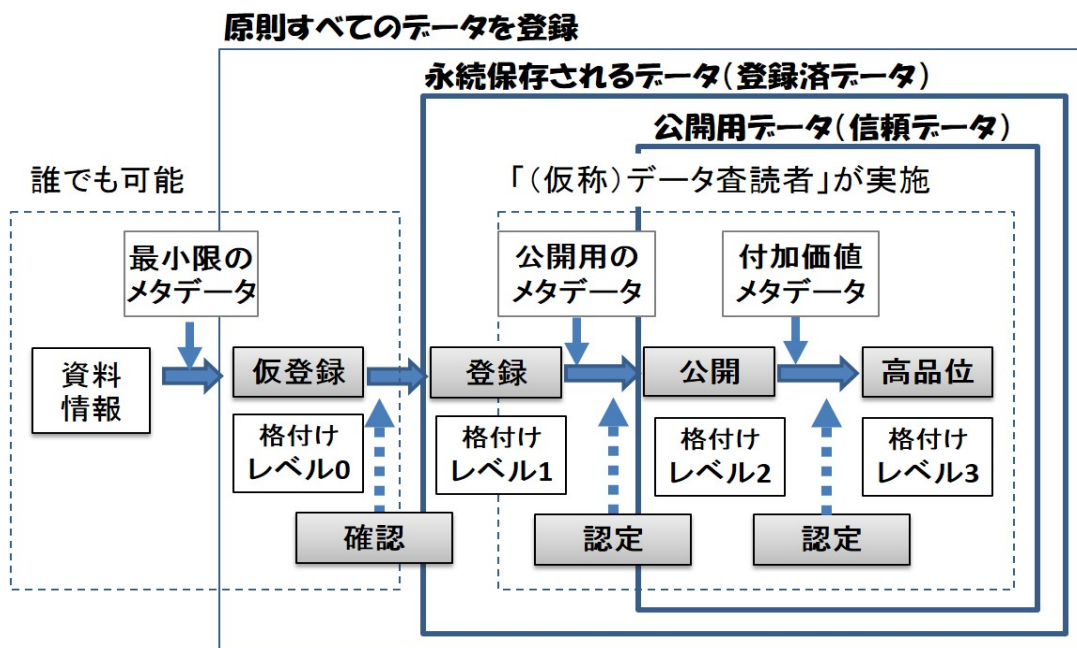 原則すべてのデータを登録
永続保存されるデータ(登録済データ)
公開用データ(信頼データ)
誰でも可能
「(仮称)データ査読者」が実施
最小限の
メタデータ
公開用の
メタデータ
付加価値
メタデータ
資料
情報
仮登録
登録
公開
高品位
格付け
レベル0
格付け
レベル1
格付け
レベル2
格付け
レベル3
確認
認定
認定